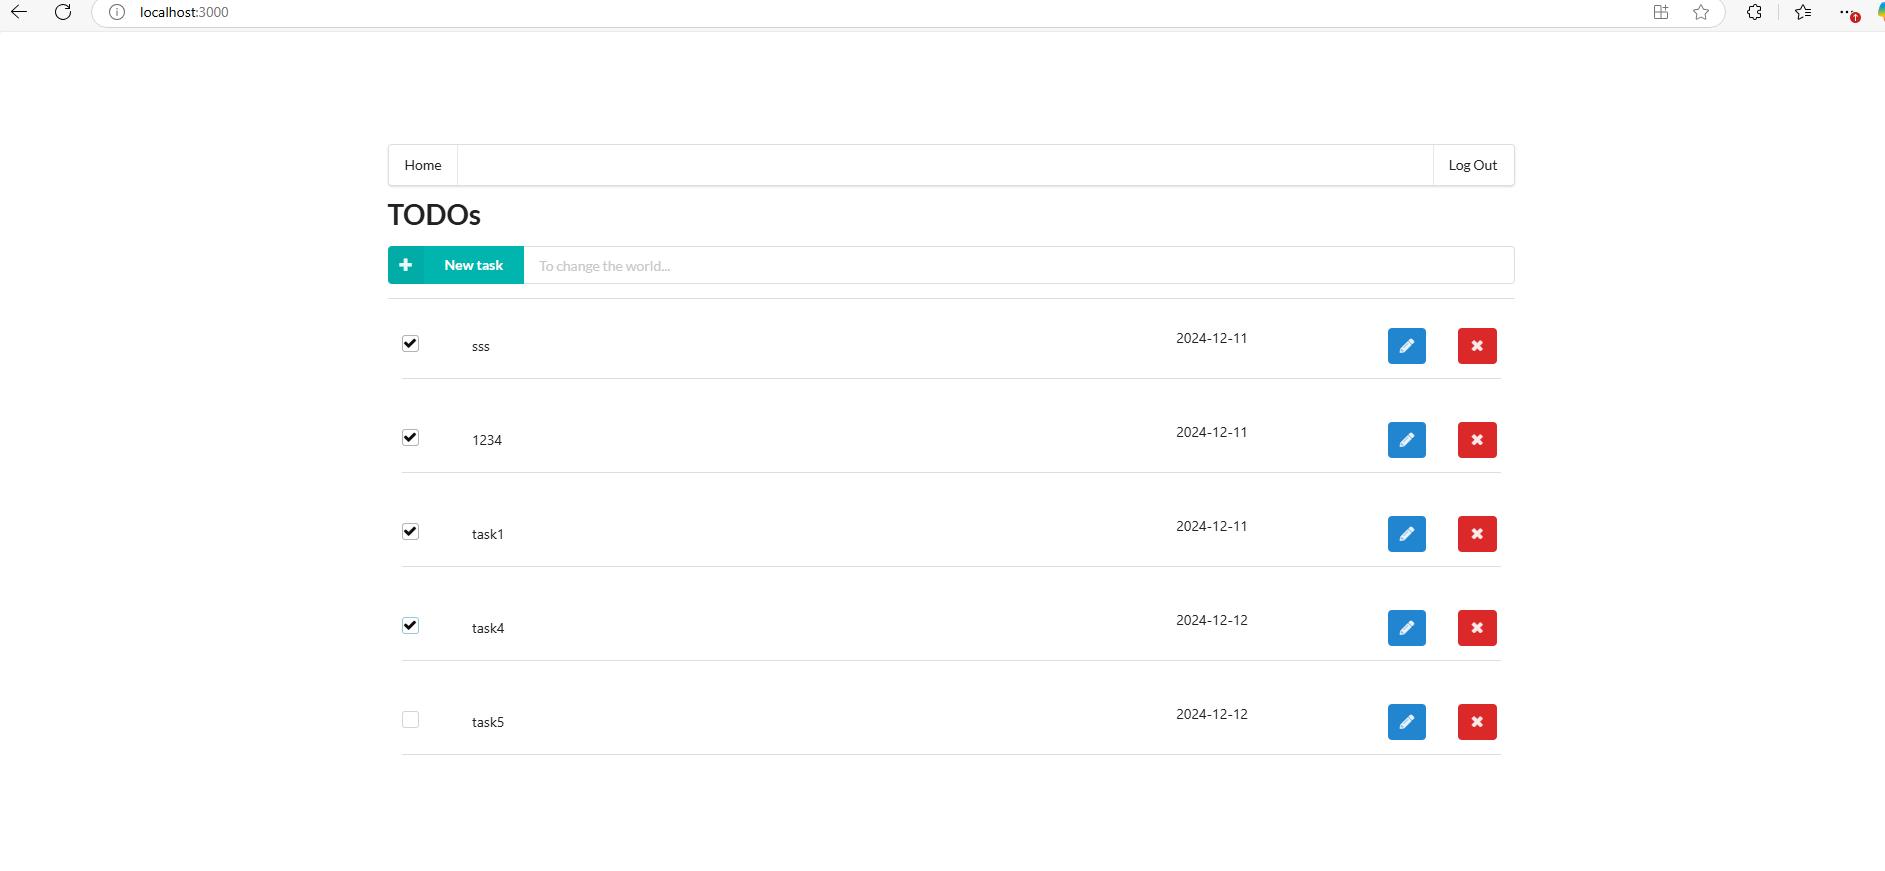 localhost:3000
Home Log Out
TODOs
New task To change the world...
sss 2024-12-11
1234 2024-12-11
task1 2024-12-11
task4 2024-12-12
task5 2024-12-12